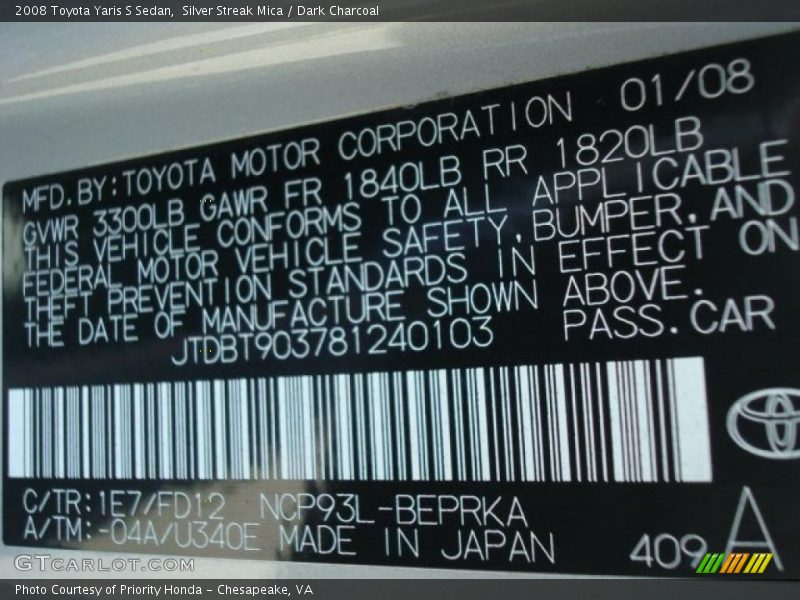 2008 Toyota Yaris S Sedan,  Silver Streak Mica / Dark Charcoal
MFD.BY:TOYOTA MOTOR CORPORATION 01/08
GVWR 3300LB GAWR FR 1840LB RR 1820LB
THIS VEHICLE CONFORMS TO ALL APPLICABLE
FEDERAL MOTOR VEHICLE SAFETY,BUMPER,AND
THEFT PREVENTION STANDARDS IN EFFECT ON
THE DATE OF MANUFACTURE SHOWN ABOVE.
JTDBT903781240103 PASS.CAR
C/TR:1E7/FD12 NCP93L-BEPRKA
A/TM:-04A/U340E MADE IN JAPAN
409 A
GTcarlot.com
Photo Courtesy of Priority Honda - Chesapeake, VA